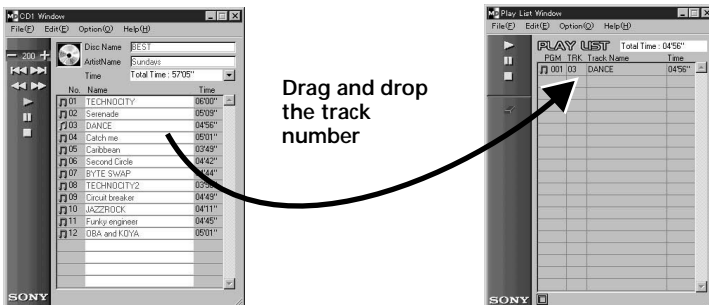 CD1 Window
File(F) Edit(E) Option(O) Help(H)
Disc Name BEST
ArtistName Sundays
Time Total Time : 57'05"
200
No. Name Time
01 TECHNOCITY 06'00"
02 Serenade 05'09"
03 DANCE 04'56"
04 Catch me 05'01"
05 Caribbean 03'49"
06 Second Circle 04'42"
07 BYTE SWAP 44"
08 TECHNOCITY2
09 Circuit breaker 04'49"
10 JAZZROCK 04'11"
11 Funky engineer 04'45"
12 OBA and KOYA 05'01"
SONY
Drag and drop
the track
number
Play List Window
File(F) Edit(E) Option(O) Help(H)
PLAY LIST Total Time : 04'56"
PGM TRK Track Name Time
001 03 DANCE 04'56"
SONY